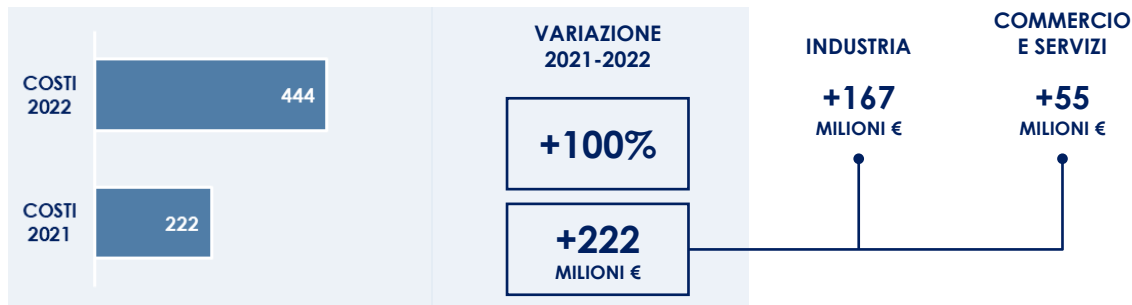 COSTI
2022
444
COSTI
2021
222
VARIAZIONE
2021-2022
+100%
+222
MILIONI €
INDUSTRIA
+167
MILIONI €
COMMERCIO
E SERVIZI
+55
MILIONI €